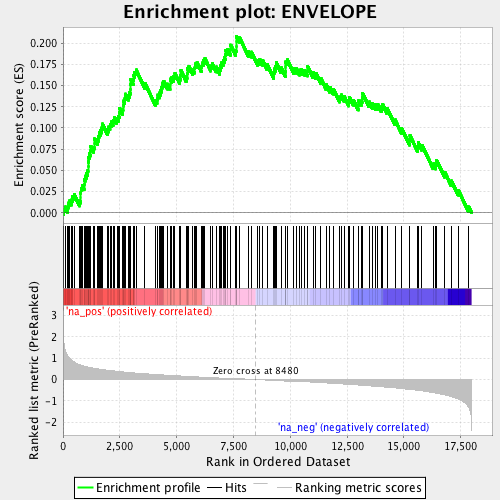 Enrichment plot: ENVELOPE
Enrichment score (ES)
0.200
0.175
0.150
0.125
0.100
0.075
0.050
0.025
0.000
Ranked list metric (PreRanked)
3
2
1
0
-1
-2
'na_pos' (positively correlated)
Zero cross at 8480
'na_neg' (negatively correlated)
0
2,500
5,000
7,500
10,000
12,500
15,000
17,500
Rank in Ordered Dataset
Enrichment profile
Hits
Ranking metric scores